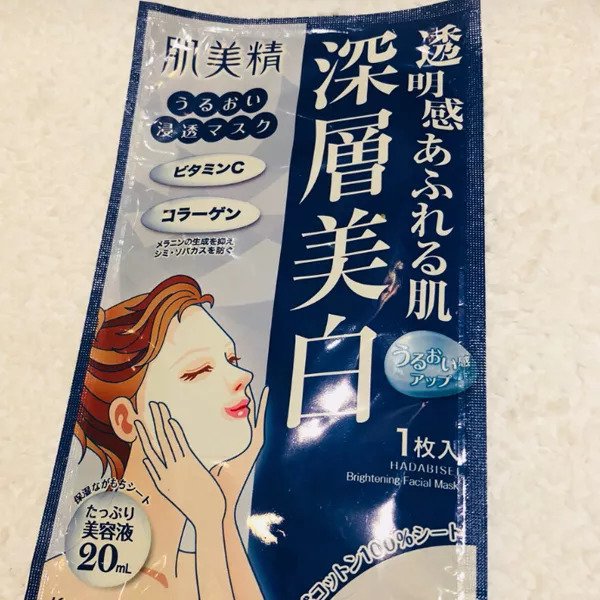 透明感あふれる肌
深層美白
肌美精
うるおい
浸透マスク
ビタミンC
コラーゲン
メラニンの生成を抑え
シミ・ソバカスを防ぐ
うるおい感
アップ
1枚入
HADABISEI
Brightening Facial Mask
保湿ながもちシート
たっぷり
美容液
20mL
コットン100%シート